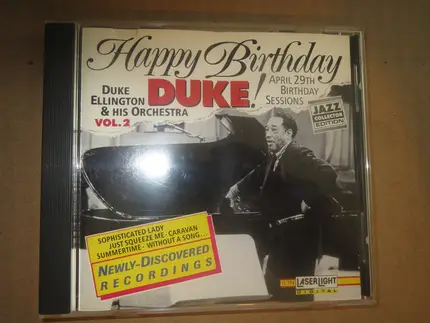 Happy Birthday
DUKE!
APRIL 29TH
BIRTHDAY
SESSIONS
DUKE
ELLINGTON
& HIS ORCHESTRA
VOL. 2
JAZZ
COLLECTOR
EDITION
SOPHISTICATED LADY
JUST SQUEEZE ME · CARAVAN
SUMMERTIME · WITHOUT A SONG...
NEWLY-DISCOVERED
RECORDINGS
LASERLIGHT
DIGITAL